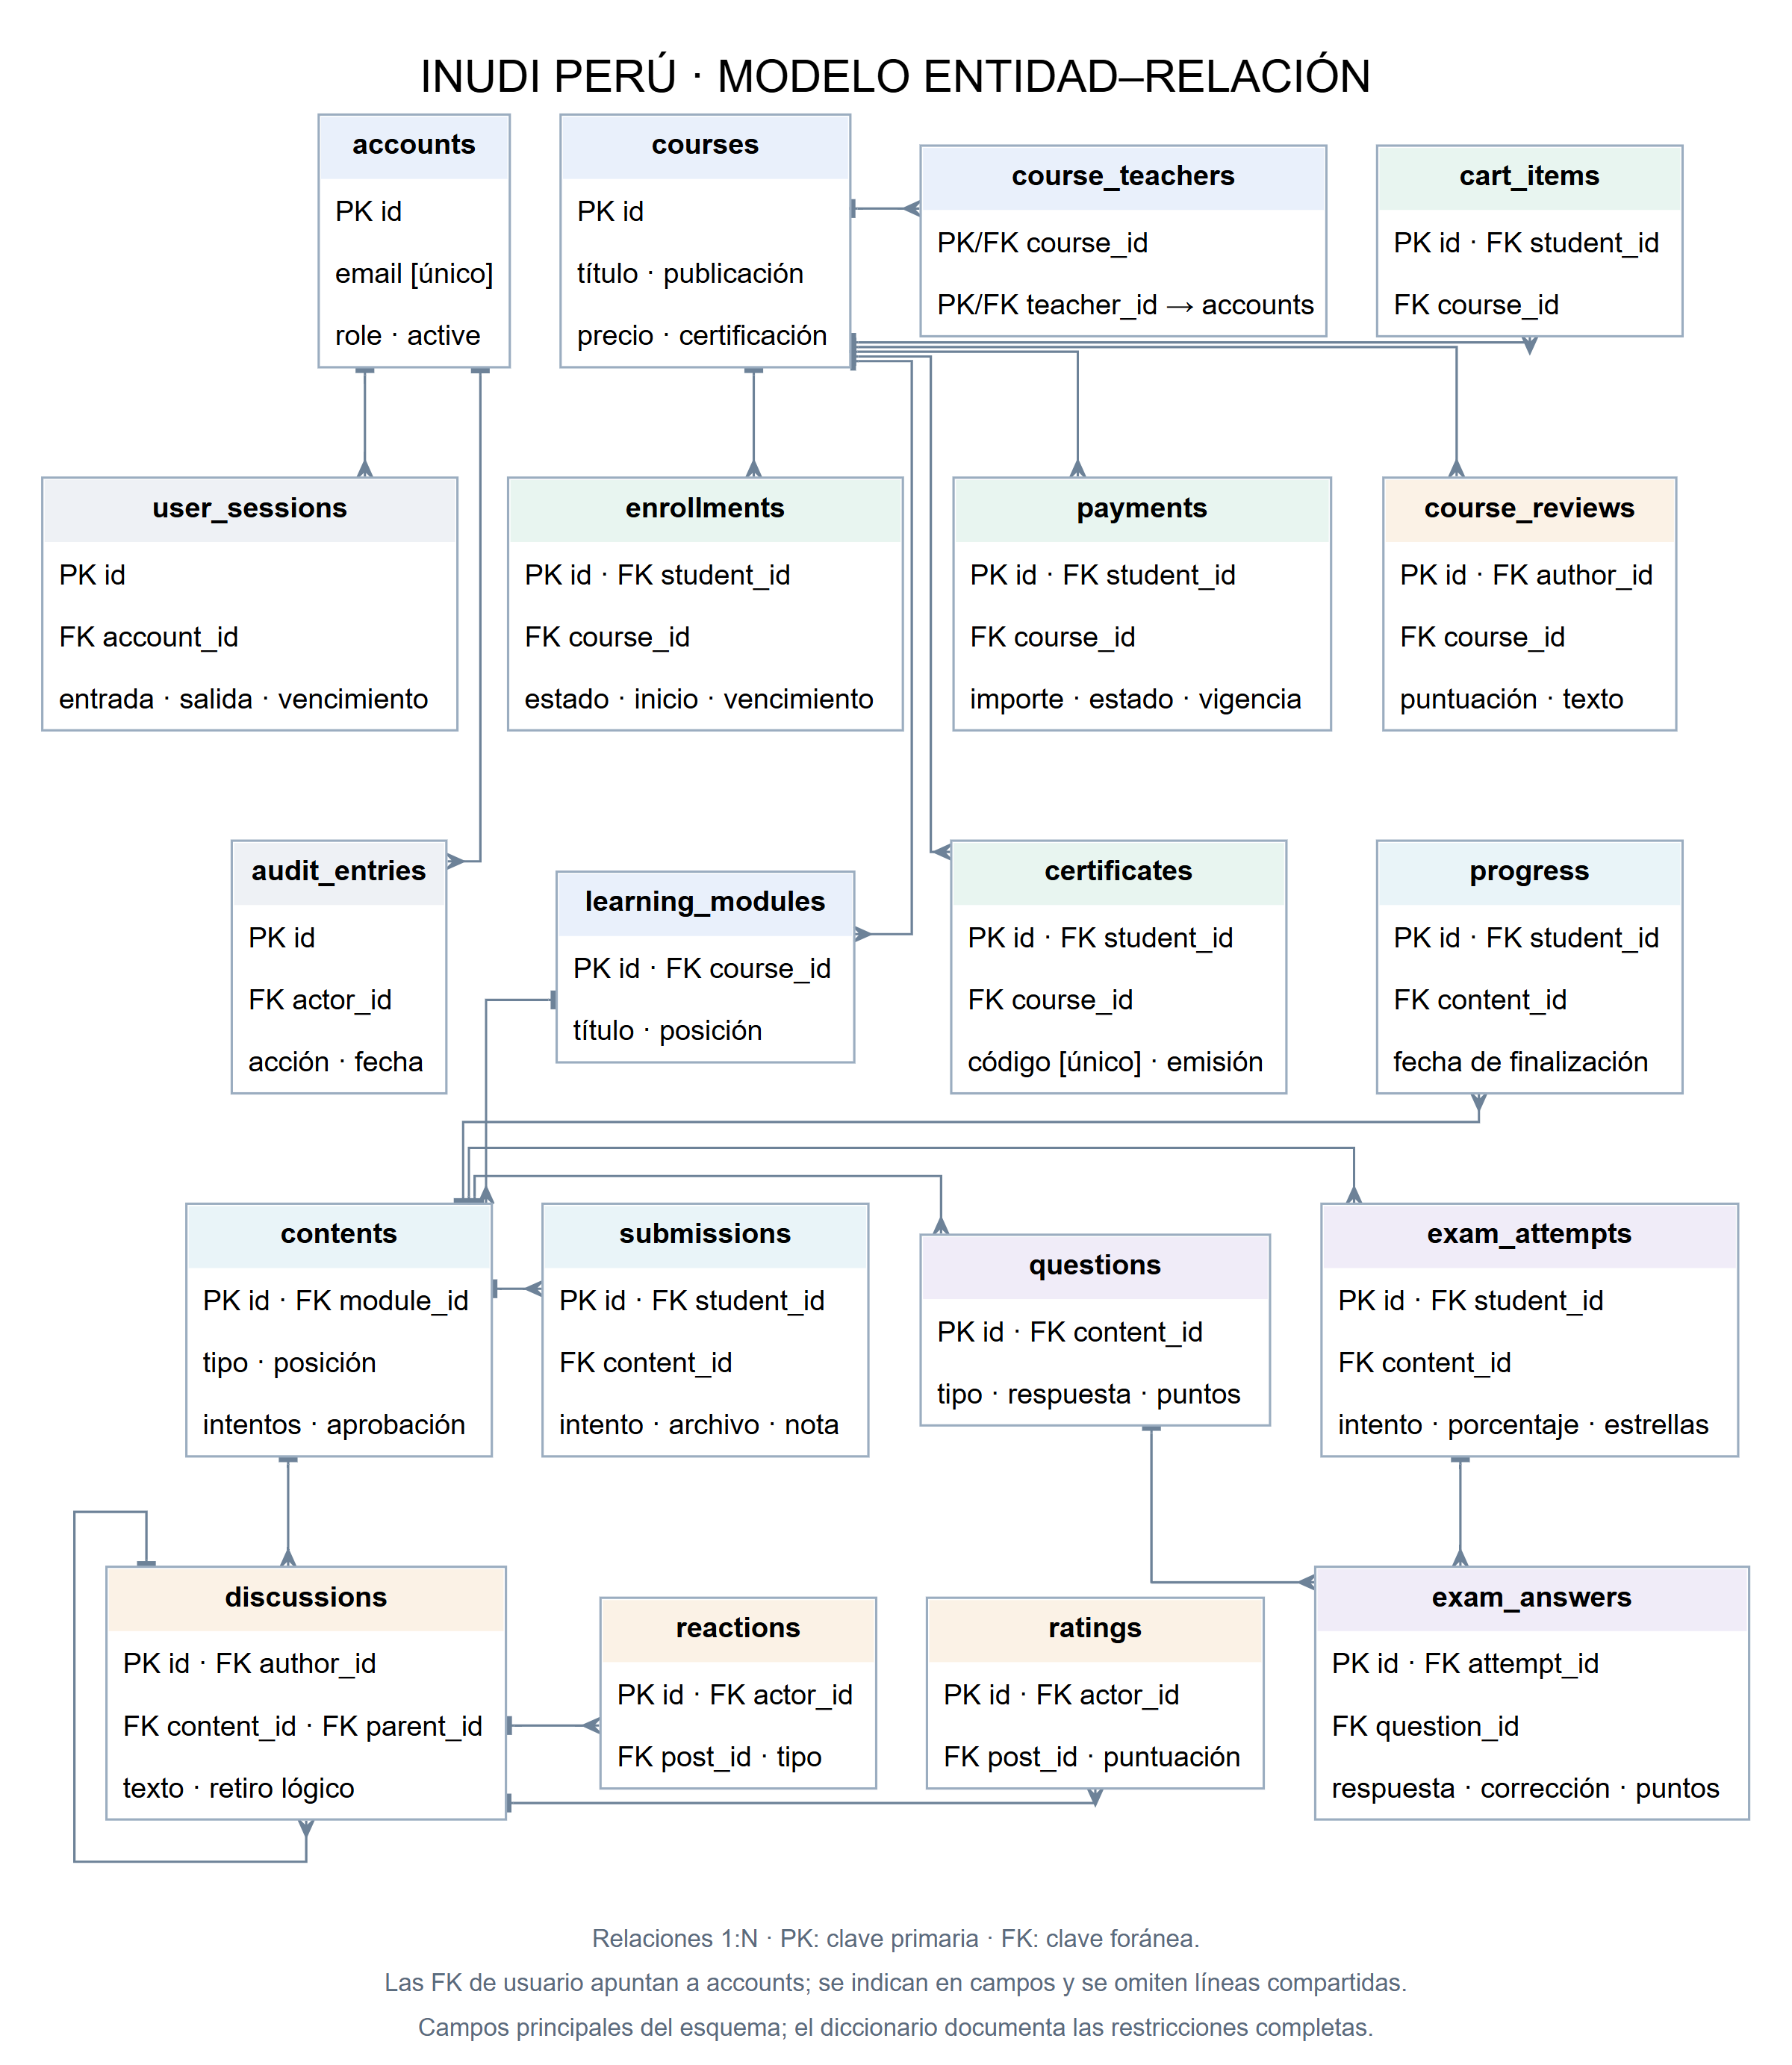 INUDI PERÚ · MODELO ENTIDAD–RELACIÓN
accounts
PK id
email [único]
role · active
courses
PK id
título · publicación
precio · certificación
course_teachers
PK/FK course_id
PK/FK teacher_id → accounts
cart_items
PK id · FK student_id
FK course_id
user_sessions
PK id
FK account_id
entrada · salida · vencimiento
enrollments
PK id · FK student_id
FK course_id
estado · inicio · vencimiento
payments
PK id · FK student_id
FK course_id
importe · estado · vigencia
course_reviews
PK id · FK author_id
FK course_id
puntuación · texto
audit_entries
PK id
FK actor_id
acción · fecha
learning_modules
PK id · FK course_id
título · posición
certificates
PK id · FK student_id
FK course_id
código [único] · emisión
progress
PK id · FK student_id
FK content_id
fecha de finalización
contents
PK id · FK module_id
tipo · posición
intentos · aprobación
submissions
PK id · FK student_id
FK content_id
intento · archivo · nota
questions
PK id · FK content_id
tipo · respuesta · puntos
exam_attempts
PK id · FK student_id
FK content_id
intento · porcentaje · estrellas
discussions
PK id · FK author_id
FK content_id · FK parent_id
texto · retiro lógico
reactions
PK id · FK actor_id
FK post_id · tipo
ratings
PK id · FK actor_id
FK post_id · puntuación
exam_answers
PK id · FK attempt_id
FK question_id
respuesta · corrección · puntos
Relaciones 1:N · PK: clave primaria · FK: clave foránea.
Las FK de usuario apuntan a accounts; se indican en campos y se omiten líneas compartidas.
Campos principales del esquema; el diccionario documenta las restricciones completas.